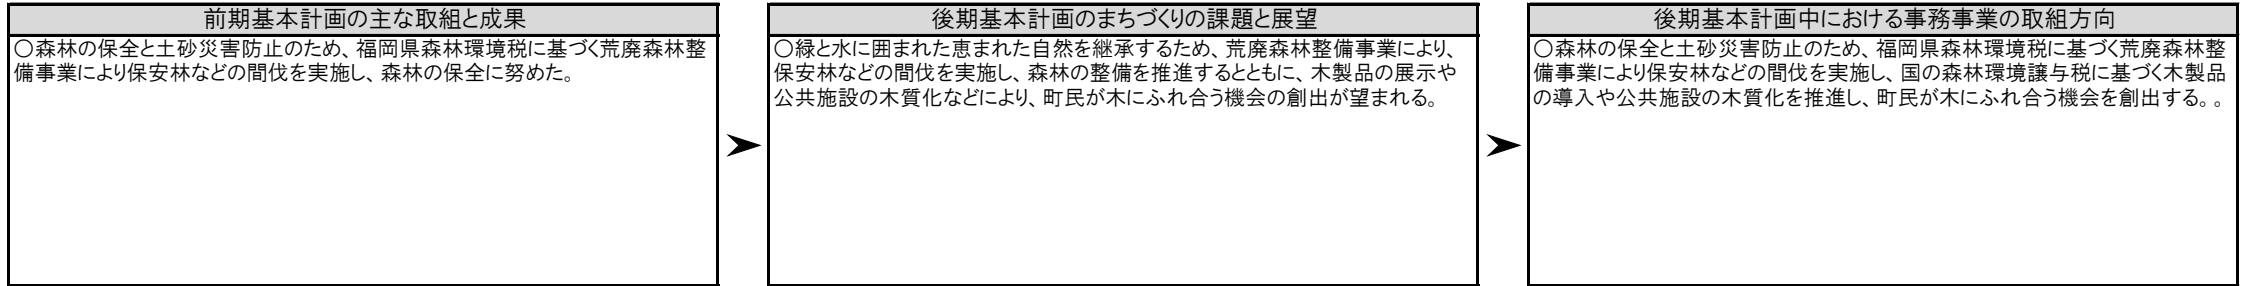 前期基本計画の主な取組と成果
〇森林の保全と土砂災害防止のため、福岡県森林環境税に基づく荒廃森林整
備事業により保安林などの間伐を実施し、森林の保全に努めた。
後期基本計画のまちづくりの課題と展望
〇緑と水に囲まれた恵まれた自然を継承するため、荒廃森林整備事業により、
保安林などの間伐を実施し、森林の整備を推進するとともに、木製品の展示や
公共施設の木質化などにより、町民が木にふれ合う機会の創出が望まれる。
後期基本計画中における事務事業の取組方向
〇森林の保全と土砂災害防止のため、福岡県森林環境税に基づく荒廃森林整
備事業により保安林などの間伐を実施し、国の森林環境譲与税に基づく木製品
の導入や公共施設の木質化を推進し、町民が木にふれ合う機会を創出する。。